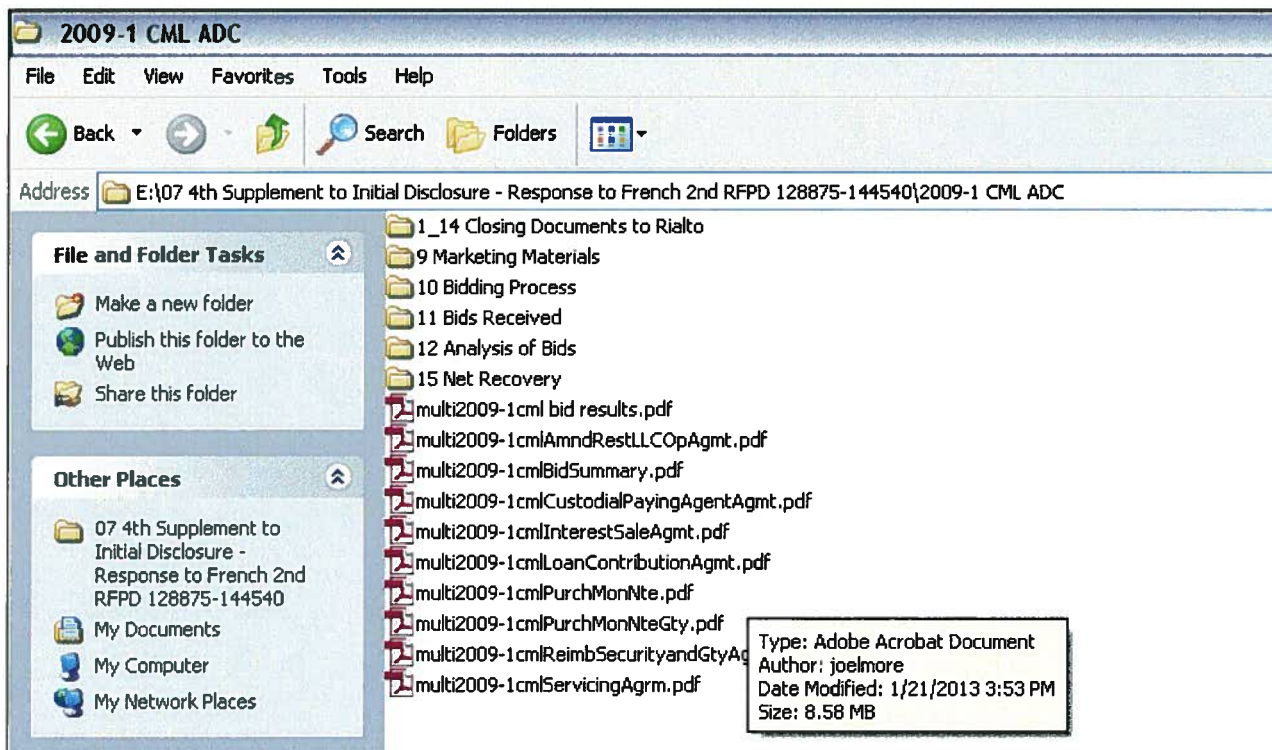 2009-1 CML ADC
File Edit View Favorites Tools Help
Back Search Folders
Address E:\07 4th Supplement to Initial Disclosure - Response to French 2nd RFPD 128875-144540\2009-1 CML ADC
File and Folder Tasks
Make a new folder
Publish this folder to the
Web
Share this folder
Other Places
07 4th Supplement to
Initial Disclosure -
Response to French 2nd
RFPD 128875-144540
My Documents
My Computer
My Network Places
1_14 Closing Documents to Rialto
9 Marketing Materials
10 Bidding Process
11 Bids Received
12 Analysis of Bids
15 Net Recovery
multi2009-1cml bid results.pdf
multi2009-1cmlAmndRestLLCOpAgmt.pdf
multi2009-1cmlBidSummary.pdf
multi2009-1cmlCustodialPayingAgentAgmt.pdf
multi2009-1cmlInterestSaleAgmt.pdf
multi2009-1cmlLoanContributionAgmt.pdf
multi2009-1cmlPurchMonNte.pdf
multi2009-1cmlPurchMonNteGty.pdf
multi2009-1cmlReimbSecurityandGtyAg
multi2009-1cmlServicingAgrm.pdf
Type: Adobe Acrobat Document
Author: joelmore
Date Modified: 1/21/2013 3:53 PM
Size: 8.58 MB